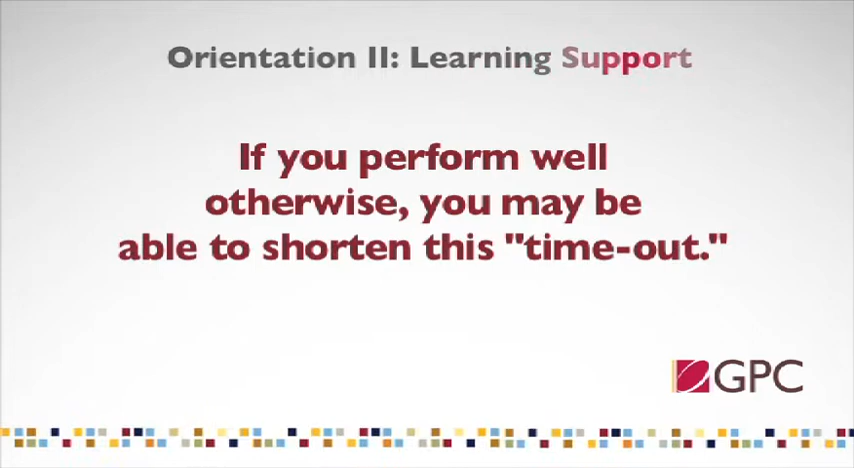 Orientation II: Learning Support
If you perform well
otherwise, you may be
able to shorten this "time-out."
GPC